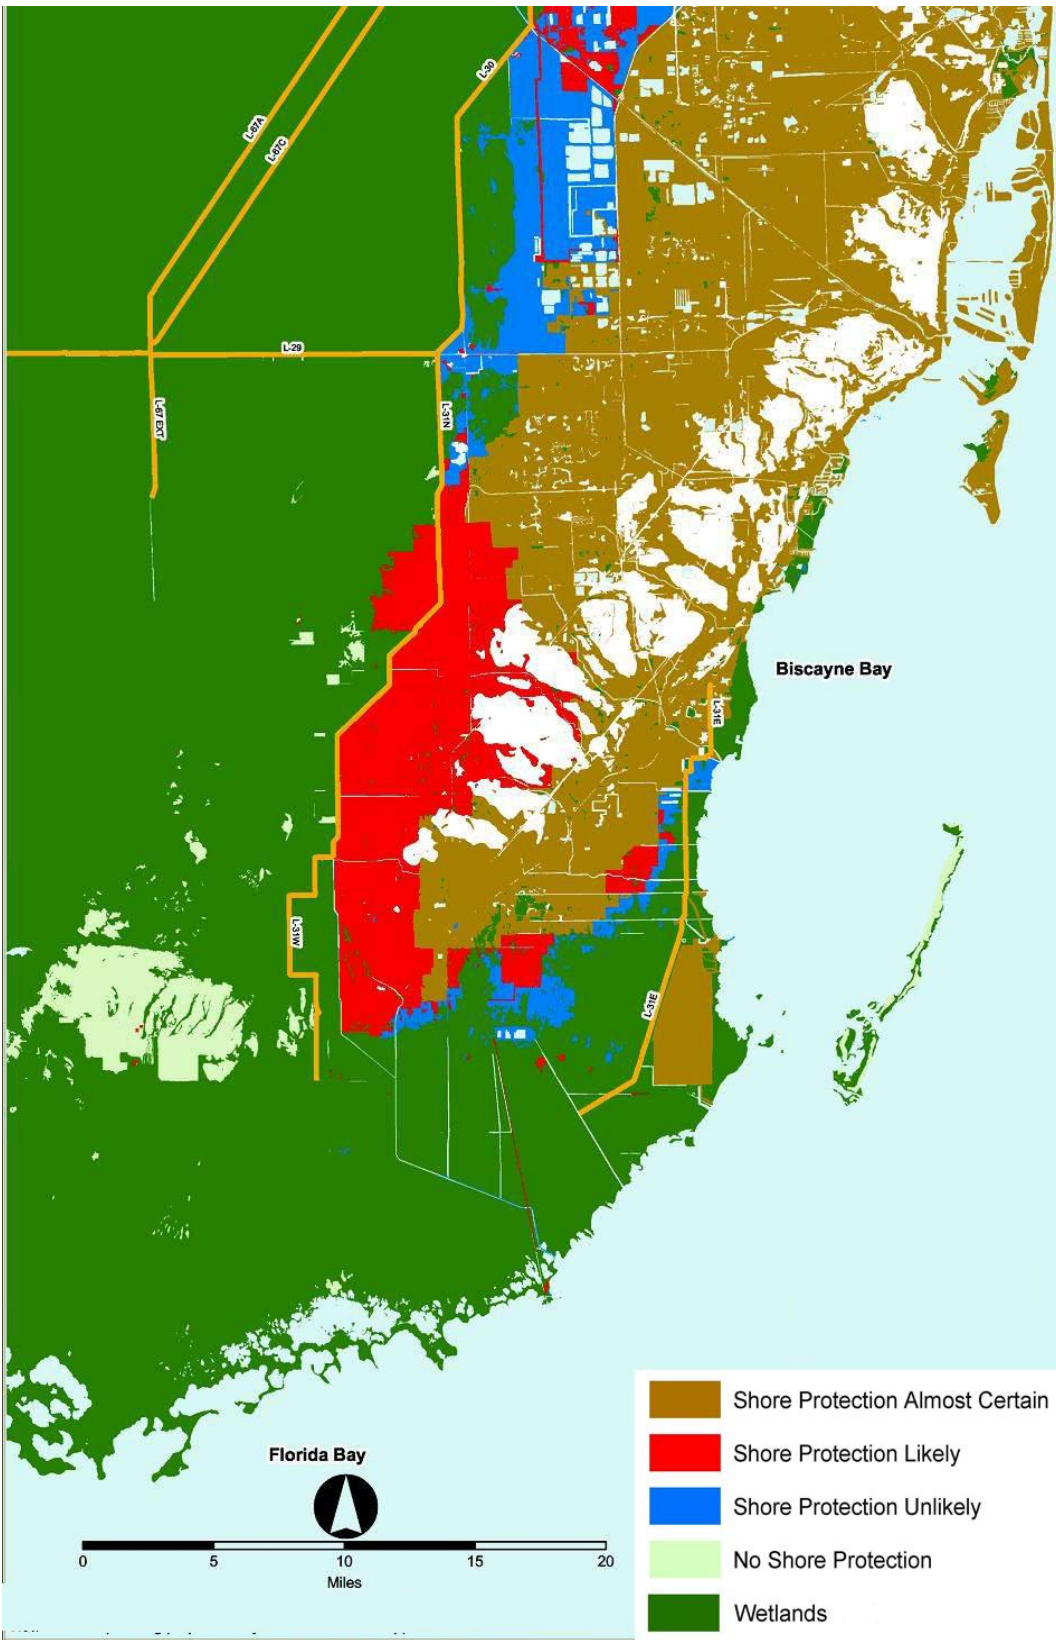 L-30
L-67A
L-67C
L-29
L-67 EXT
L-31N
Biscayne Bay
L-31E
L-31W
L-31E
Shore Protection Almost Certain
Florida Bay
Shore Protection Likely
Shore Protection Unlikely
0 5 10 15 20
Miles
No Shore Protection
Wetlands